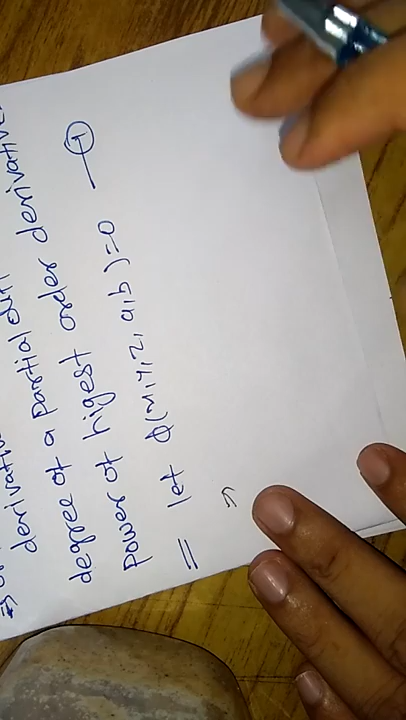 derivative
degree of a partial diff
power of higest order derivative
= let ϕ(x, y, z, a, b) = 0 — ①
⇒